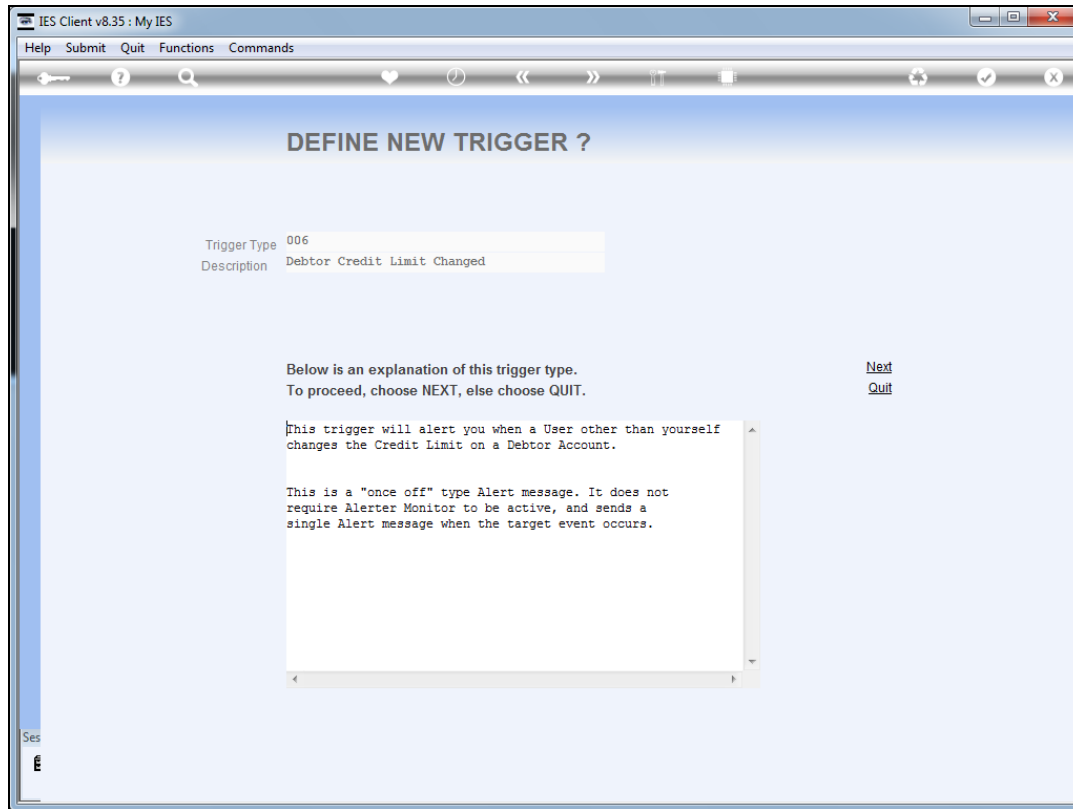 IES Client v8.35 : My IES
Help Submit Quit Functions Commands
DEFINE NEW TRIGGER ?
Trigger Type 006
Description Debtor Credit Limit Changed
Below is an explanation of this trigger type. Next
To proceed, choose NEXT, else choose QUIT. Quit
This trigger will alert you when a User other than yourself
changes the Credit Limit on a Debtor Account.
This is a "once off" type Alert message. It does not
require Alerter Monitor to be active, and sends a
single Alert message when the target event occurs.
Ses